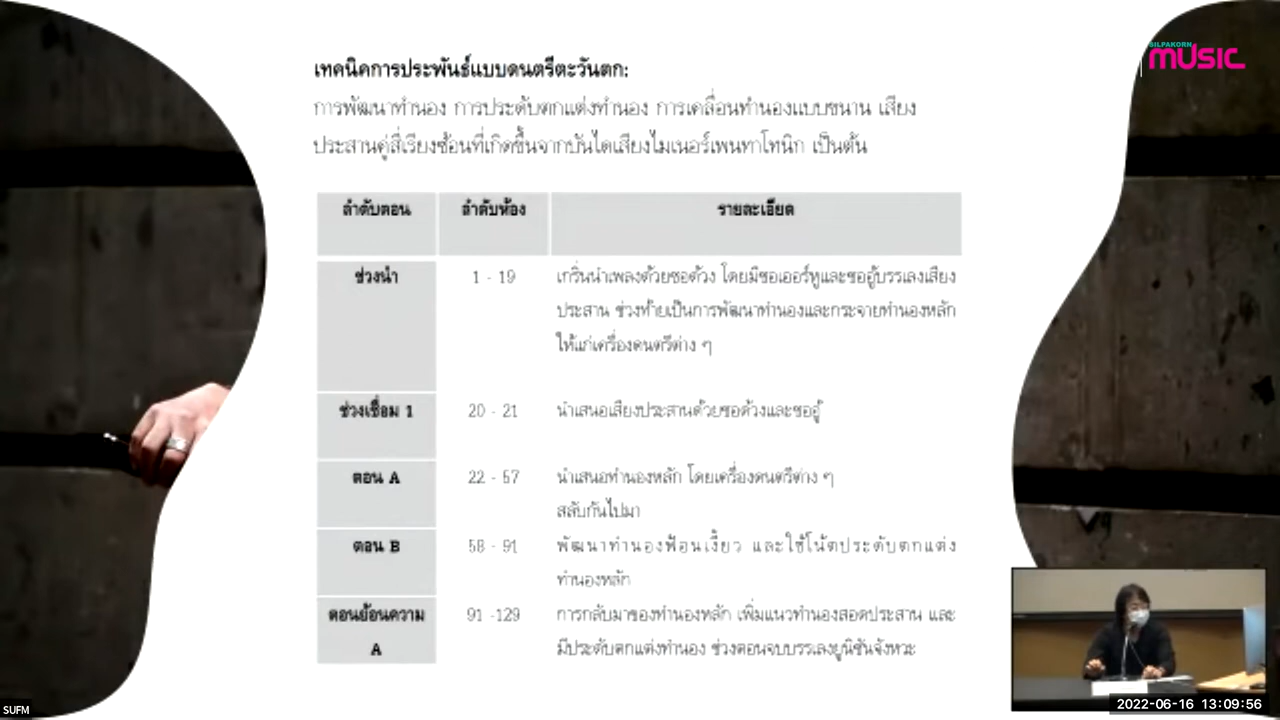 SILPAKORN
MUSIC
เทคนิคการประพันธ์แบบดนตรีตะวันตก:
การพัฒนาทำนอง การประดับตกแต่งทำนอง การเคลื่อนทำนองแบบขนาน เสียง
ประสานคู่สี่เรียงซ้อนที่เกิดขึ้นจากบันไดเสียงไมเนอร์เพนทาโทนิก เป็นต้น
ลำดับตอน ลำดับห้อง รายละเอียด
ช่วงนำ 1 - 19 เกริ่นนำเพลงด้วยซอด้วง โดยมีซอเออร์หูและซออู้บรรเลงเสียง
ประสาน ช่วงท้ายเป็นการพัฒนาทำนองและกระจายทำนองหลัก
ให้แก่เครื่องดนตรีต่าง ๆ
ช่วงเชื่อม 1 20 - 21 นำเสนอเสียงประสานด้วยซอด้วงและซออู้
ตอน A 22 - 57 นำเสนอทำนองหลัก โดยเครื่องดนตรีต่าง ๆ
สลับกันไปมา
ตอน B 58 - 91 พัฒนาทำนองฟ้อนเงี้ยว และใช้โน้ตประดับตกแต่ง
ทำนองหลัก
ตอนย้อนความ 91 -129 การกลับมาของทำนองหลัก เพิ่มแนวทำนองสอดประสาน และ
A มีประดับตกแต่งทำนอง ช่วงตอนจบบรรเลงยูนิซันจังหวะ
SUFM
2022-06-16 13:09:56